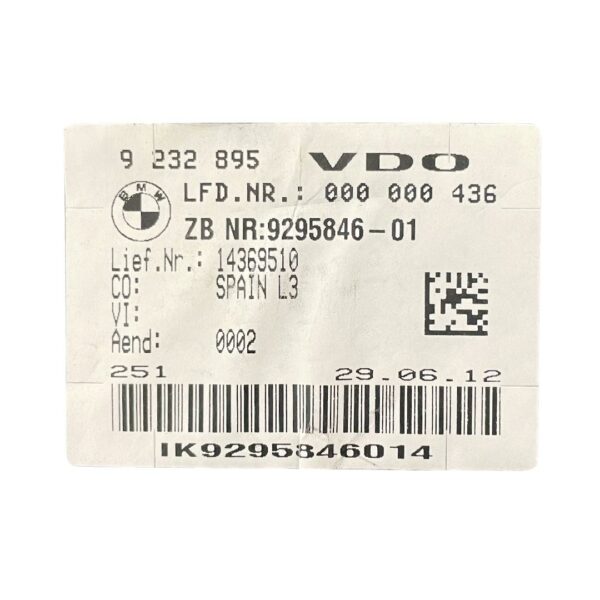 9 232 895 VDO
BMW
LFD.NR.: 000 000 436
ZB NR:9295846-01
Lief.Nr.: 14369510
CO: SPAIN L3
VI:
Aend: 0002
251 29.06.12
IK9295846014